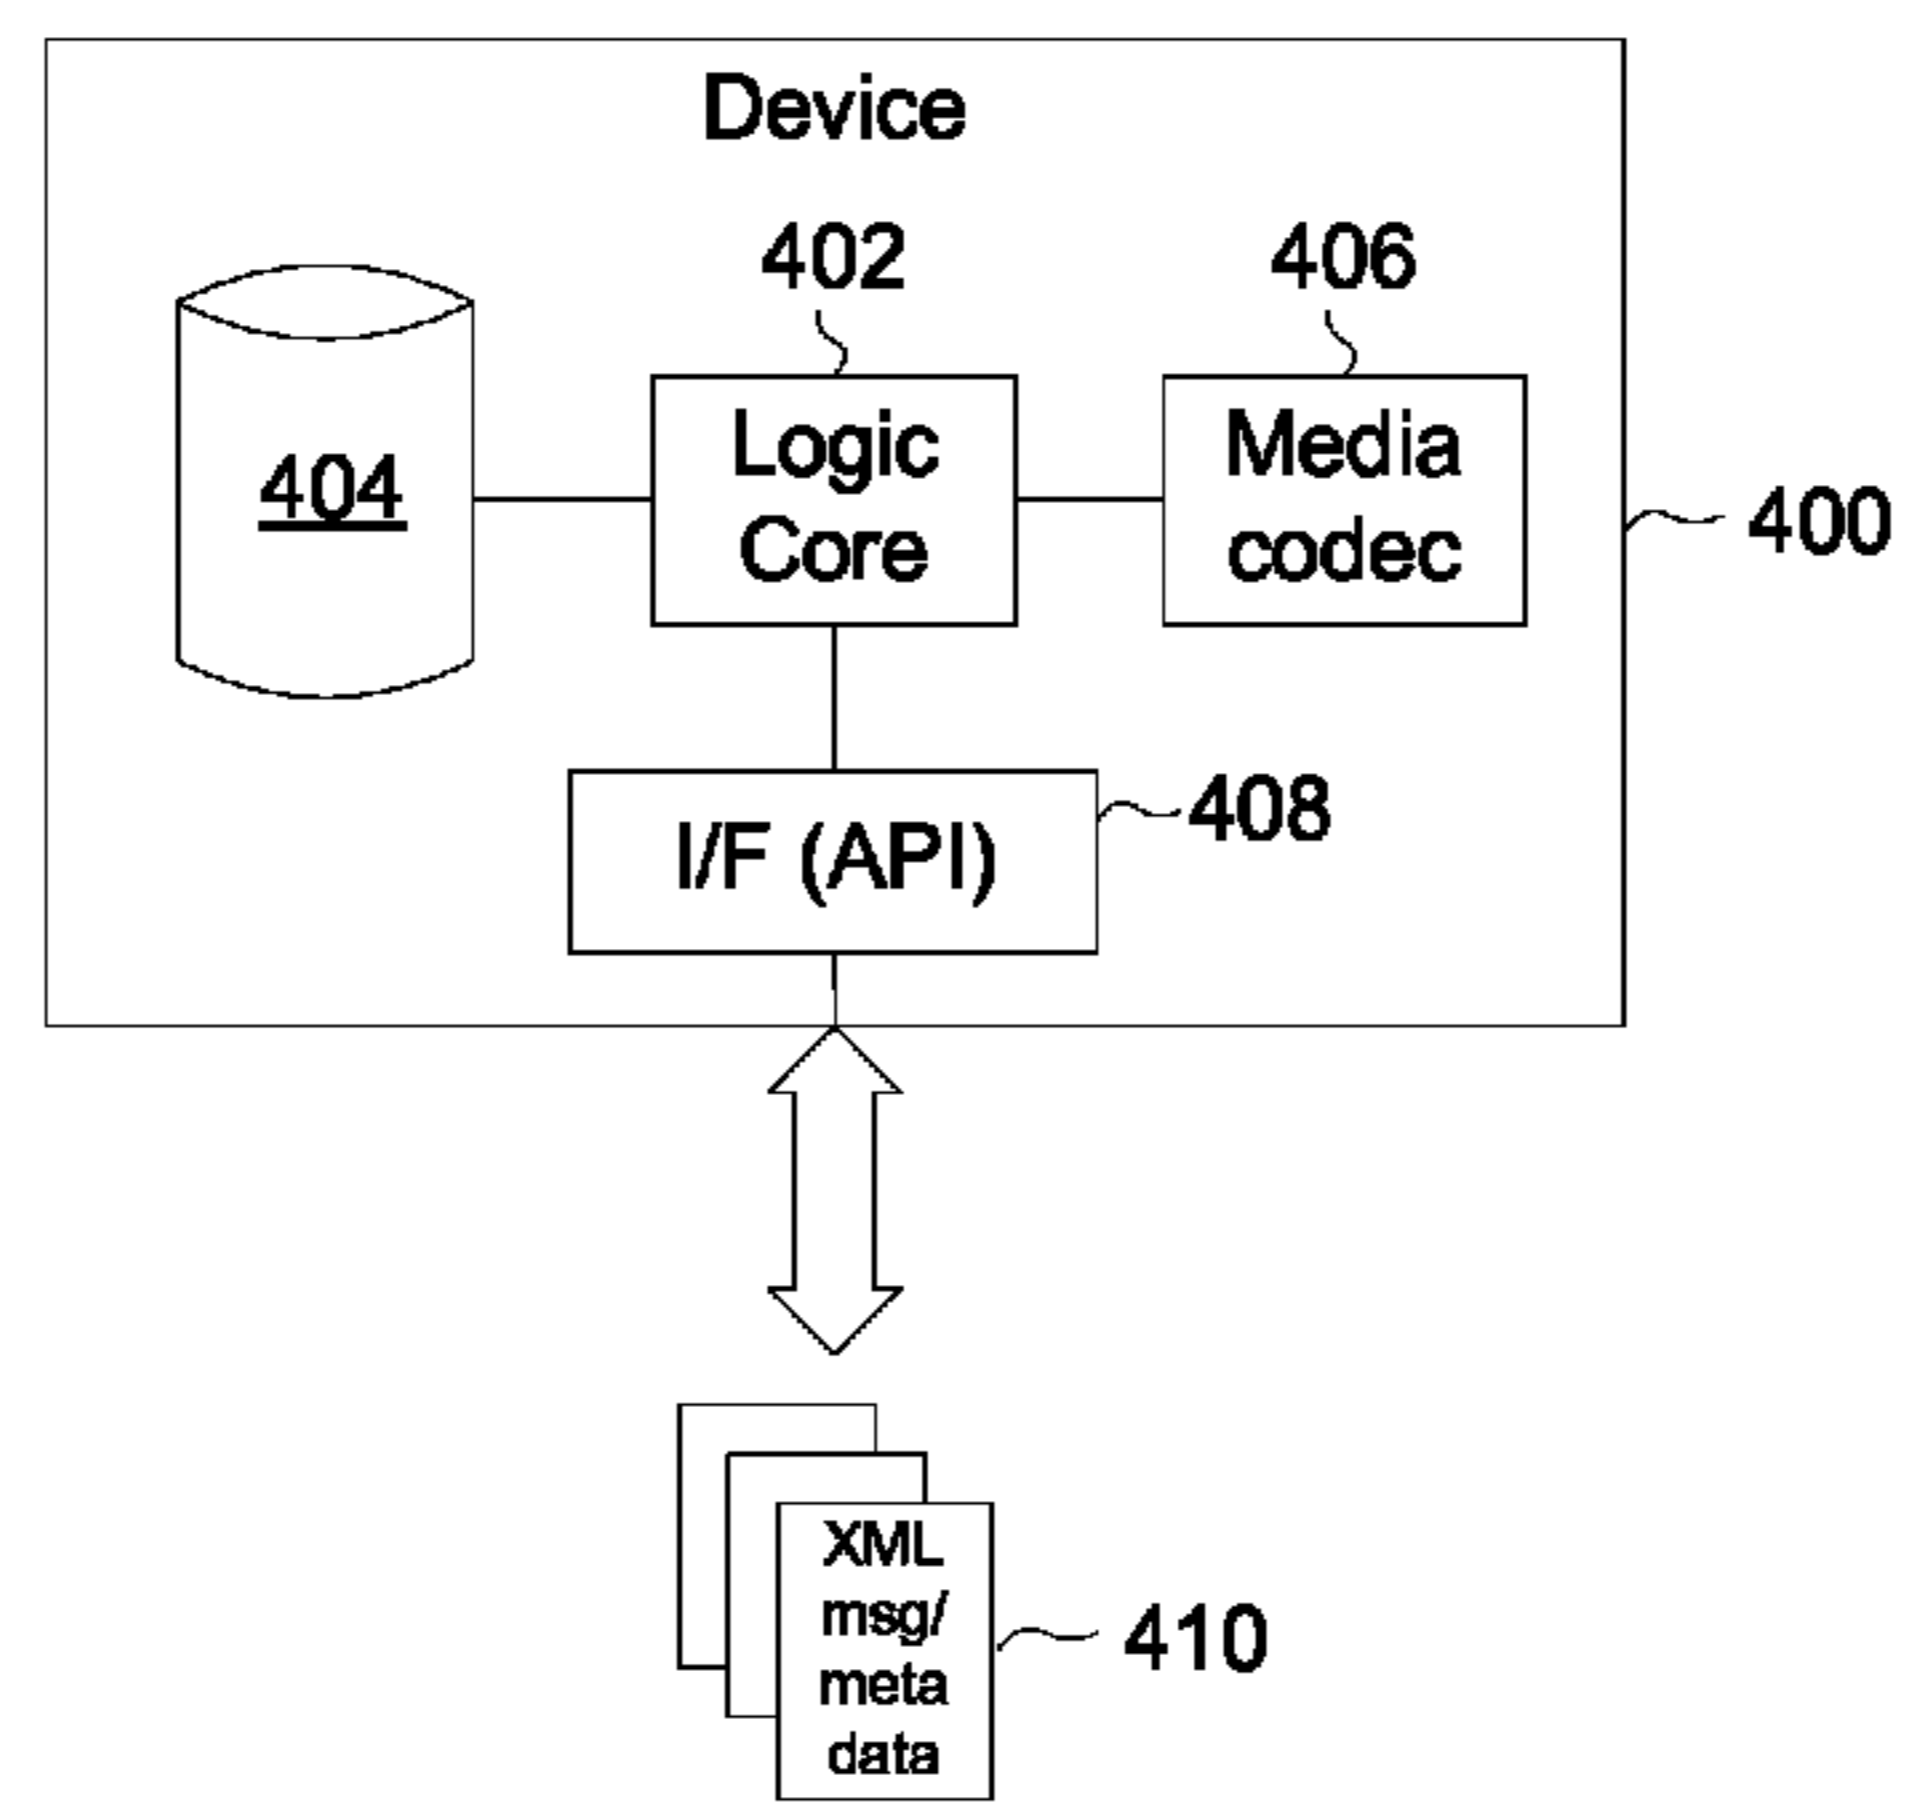 Device
402
406
404
Logic
Core
Media
codec
400
I/F (API)
408
XML
msg/
meta
data
410